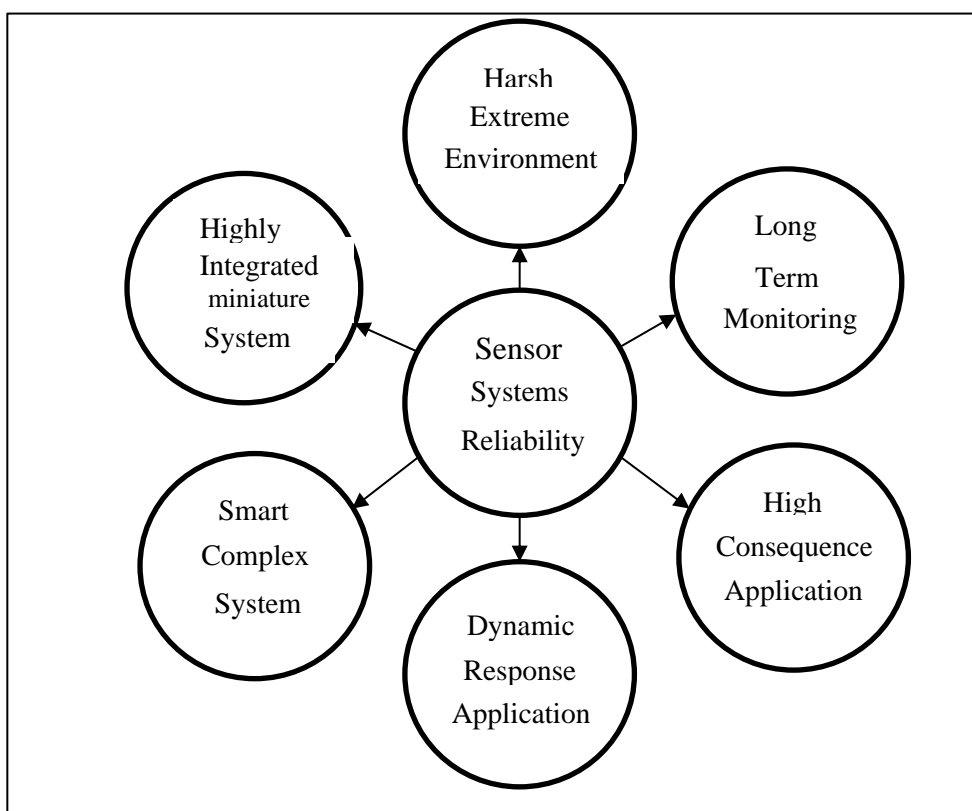 Harsh
Extreme
Environment
Highly
Integrated
miniature
System
Long
Term
Monitoring
Sensor
Systems
Reliability
Smart
Complex
System
High
Consequence
Application
Dynamic
Response
Application